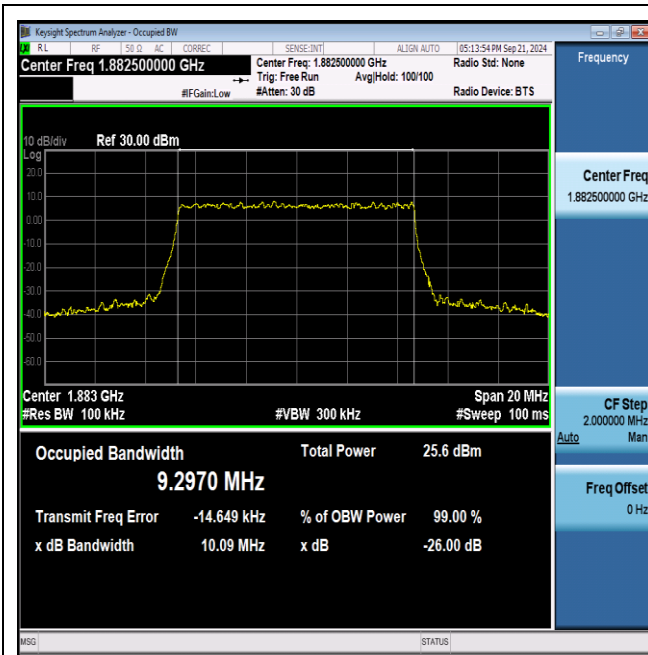 Keysight Spectrum Analyzer - Occupied BW
RL RF 50 Ω AC CORREC SENSE:INT ALIGN AUTO 05:13:54 PM Sep 21, 2024
Center Freq 1.882500000 GHz Center Freq: 1.882500000 GHz Radio Std: None
Trig: Free Run Avg|Hold: 100/100
#IFGain:Low #Atten: 30 dB Radio Device: BTS
10 dB/div Ref 30.00 dBm
Log
20.0
10.0
0.00
-10.0
-20.0
-30.0
-40.0
-50.0
-60.0
Center 1.883 GHz Span 20 MHz
#Res BW 100 kHz #VBW 300 kHz #Sweep 100 ms
Occupied Bandwidth Total Power 25.6 dBm
9.2970 MHz
Transmit Freq Error -14.649 kHz % of OBW Power 99.00 %
x dB Bandwidth 10.09 MHz x dB -26.00 dB
MSG STATUS
Frequency
Center Freq
1.882500000 GHz
CF Step
2.000000 MHz
Auto Man
Freq Offset
0 Hz